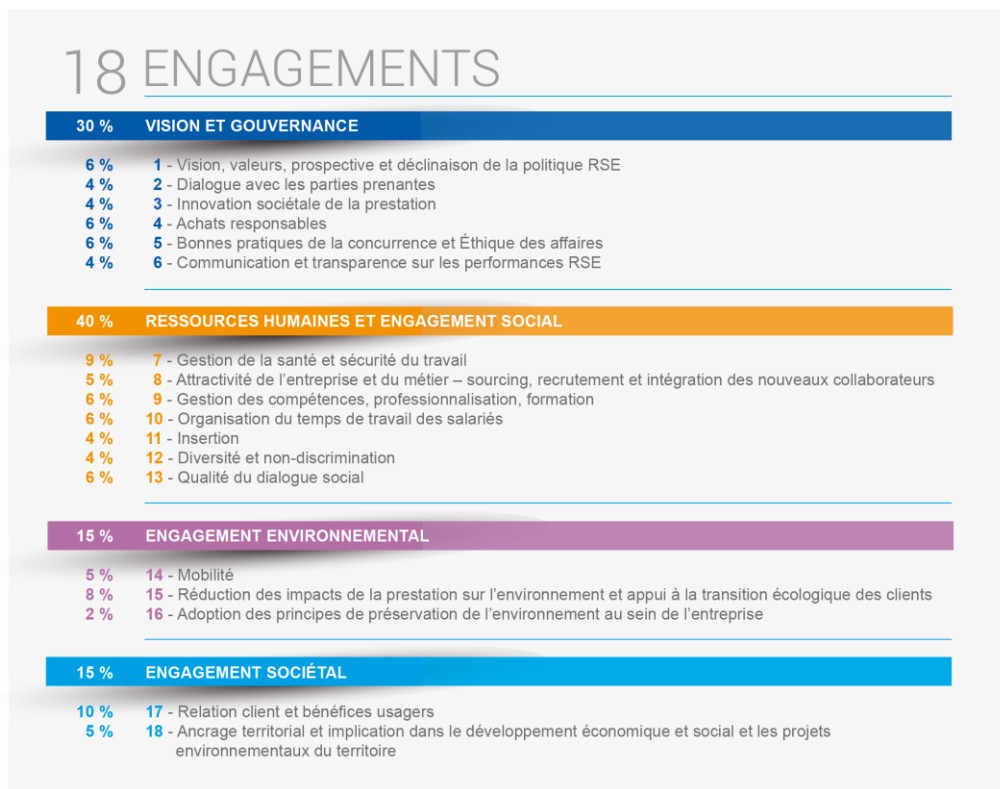 18 ENGAGEMENTS
30 % VISION ET GOUVERNANCE
6 % 1 - Vision, valeurs, prospective et déclinaison de la politique RSE
4 % 2 - Dialogue avec les parties prenantes
4 % 3 - Innovation sociétale de la prestation
6 % 4 - Achats responsables
6 % 5 - Bonnes pratiques de la concurrence et Éthique des affaires
4 % 6 - Communication et transparence sur les performances RSE
40 % RESSOURCES HUMAINES ET ENGAGEMENT SOCIAL
9 % 7 - Gestion de la santé et sécurité du travail
5 % 8 - Attractivité de l’entreprise et du métier – sourcing, recrutement et intégration des nouveaux collaborateurs
6 % 9 - Gestion des compétences, professionnalisation, formation
6 % 10 - Organisation du temps de travail des salariés
4 % 11 - Insertion
4 % 12 - Diversité et non-discrimination
6 % 13 - Qualité du dialogue social
15 % ENGAGEMENT ENVIRONNEMENTAL
5 % 14 - Mobilité
8 % 15 - Réduction des impacts de la prestation sur l’environnement et appui à la transition écologique des clients
2 % 16 - Adoption des principes de préservation de l’environnement au sein de l’entreprise
15 % ENGAGEMENT SOCIÉTAL
10 % 17 - Relation client et bénéfices usagers
5 % 18 - Ancrage territorial et implication dans le développement économique et social et les projets
environnementaux du territoire